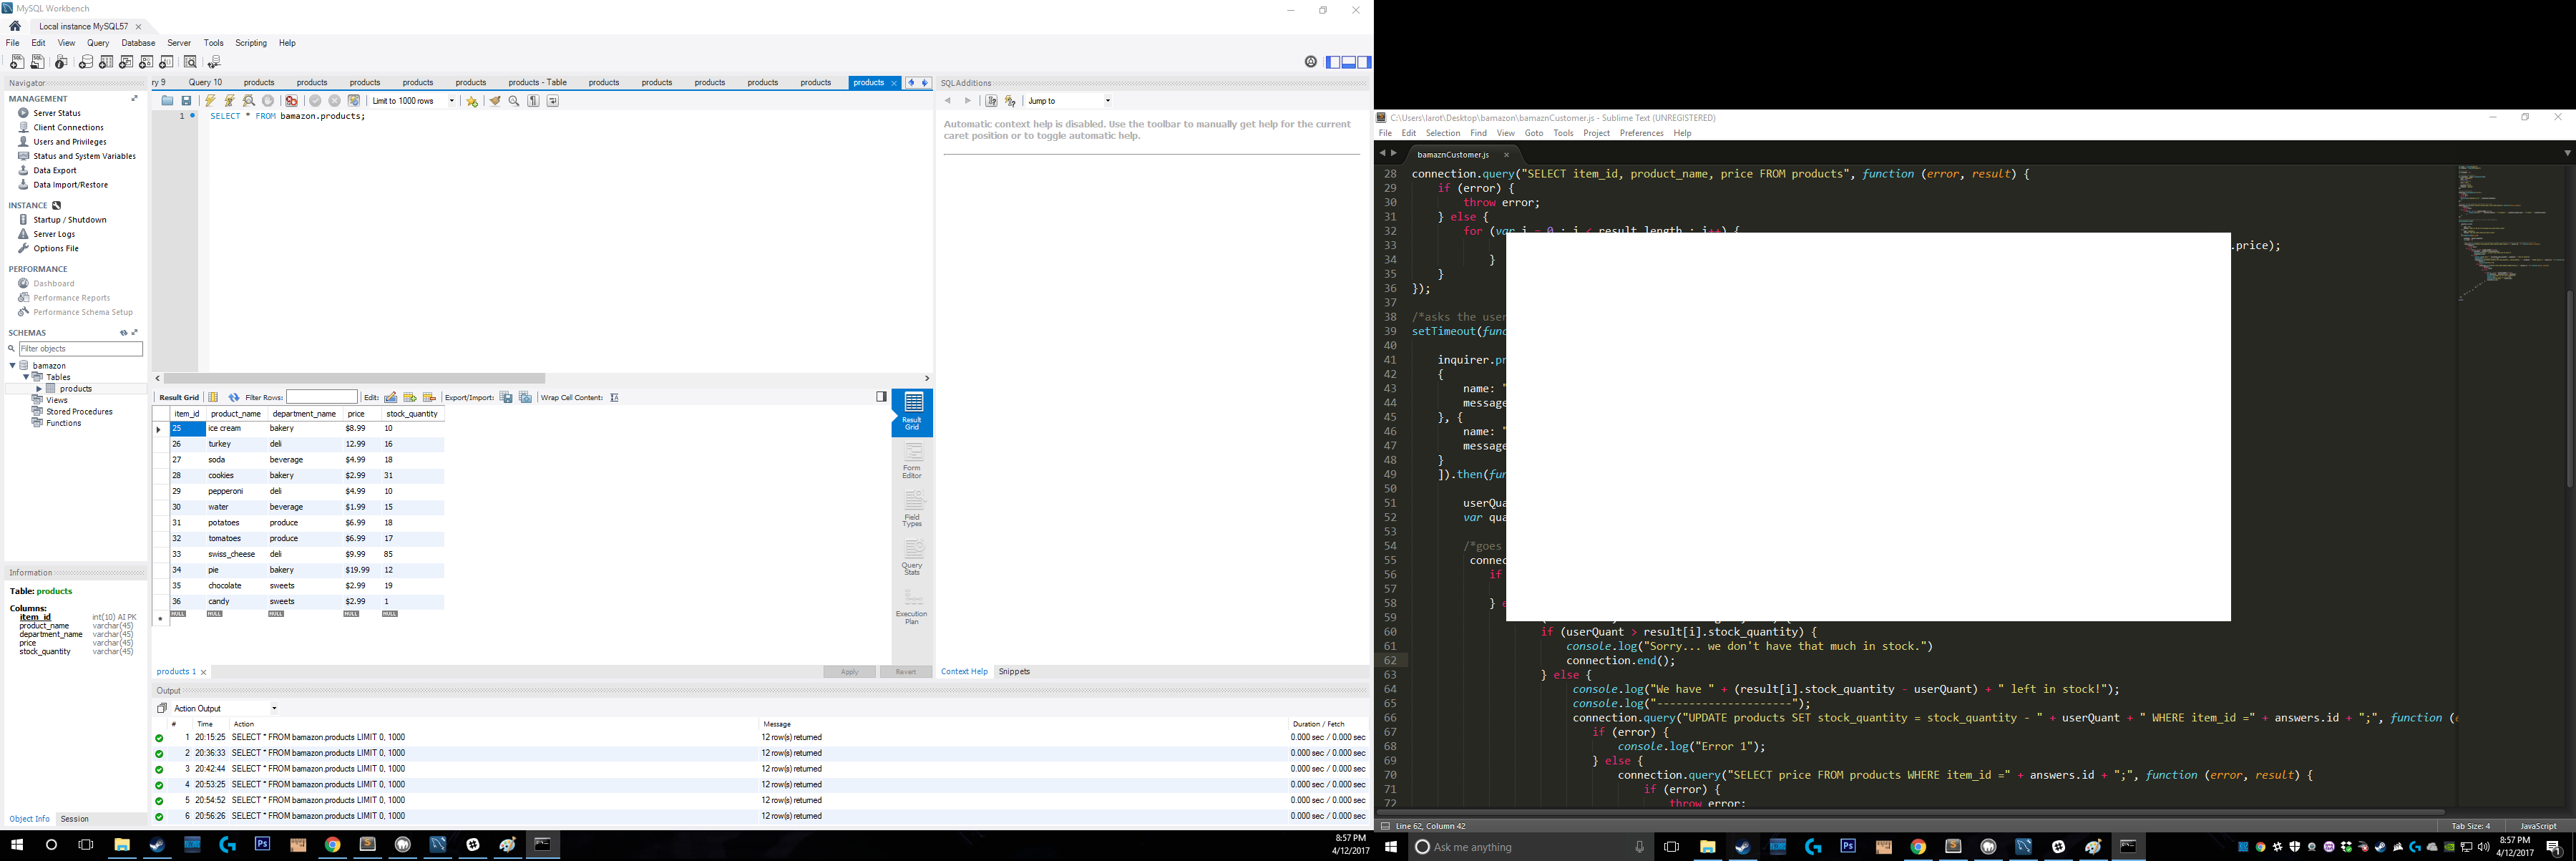 MySQL Workbench
Local instance MySQL57
File Edit View Query Database Server Tools Scripting Help
Navigator
MANAGEMENT
Server Status
Client Connections
Users and Privileges
Status and System Variables
Data Export
Data Import/Restore
INSTANCE
Startup / Shutdown
Server Logs
Options File
PERFORMANCE
Dashboard
Performance Reports
Performance Schema Setup
SCHEMAS
Filter objects
bamazon
Tables
products
Views
Stored Procedures
Functions
Information
Table: products
Columns:
item_id int(10) AI PK
product_name varchar(45)
department_name varchar(45)
price varchar(45)
stock_quantity varchar(45)
Object Info Session
ry 9 Query 10 products products products products products products - Table products products products products products products
Limit to 1000 rows
1 SELECT * FROM bamazon.products;
Result Grid Filter Rows: Edit: Export/Import: Wrap Cell Content:
item_id product_name department_name price stock_quantity
25 ice cream bakery $8.99 10
26 turkey deli 12.99 16
27 soda beverage $4.99 18
28 cookies bakery $2.99 31
29 pepperoni deli $4.99 10
30 water beverage $1.99 15
31 potatoes produce $6.99 18
32 tomatoes produce $6.99 17
33 swiss_cheese deli $9.99 85
34 pie bakery $19.99 12
35 chocolate sweets $2.99 19
36 candy sweets $2.99 1
NULL NULL NULL NULL NULL
Result Grid
Form Editor
Field Types
Query Stats
Execution Plan
products 1 Apply Revert
SQLAdditions
Jump to
Automatic context help is disabled. Use the toolbar to manually get help for the current
caret position or to toggle automatic help.
Context Help Snippets
Output
Action Output
# Time Action Message Duration / Fetch
1 20:15:25 SELECT * FROM bamazon.products LIMIT 0, 1000 12 row(s) returned 0.000 sec / 0.000 sec
2 20:36:33 SELECT * FROM bamazon.products LIMIT 0, 1000 12 row(s) returned 0.000 sec / 0.000 sec
3 20:42:44 SELECT * FROM bamazon.products LIMIT 0, 1000 12 row(s) returned 0.000 sec / 0.000 sec
4 20:53:25 SELECT * FROM bamazon.products LIMIT 0, 1000 12 row(s) returned 0.000 sec / 0.000 sec
5 20:54:52 SELECT * FROM bamazon.products LIMIT 0, 1000 12 row(s) returned 0.000 sec / 0.000 sec
6 20:56:26 SELECT * FROM bamazon.products LIMIT 0, 1000 12 row(s) returned 0.000 sec / 0.000 sec
8:57 PM
4/12/2017
C:\Users\larot\Desktop\bamazon\bamaznCustomer.js - Sublime Text (UNREGISTERED)
File Edit Selection Find View Goto Tools Project Preferences Help
bamaznCustomer.js
28 connection.query("SELECT item_id, product_name, price FROM products", function (error, result) {
29 if (error) {
30 throw error;
31 } else {
32 for (var i = 0 ; i < result.length ; i++) {
33 .price);
34 }
35 }
36 });
37
38 /*asks the user
39 setTimeout(func
40
41 inquirer.pr
42 {
43 name: "
44 message
45 }, {
46 name: "
47 message
48 }
49 ]).then(fun
50
51 userQua
52 var qua
53
54 /*goes
55 connec
56 if
57
58 } e
59
60 if (userQuant > result[i].stock_quantity) {
61 console.log("Sorry... we don't have that much in stock.")
62 connection.end();
63 } else {
64 console.log("We have " + (result[i].stock_quantity - userQuant) + " left in stock!");
65 console.log("---------------------");
66 connection.query("UPDATE products SET stock_quantity = stock_quantity - " + userQuant + " WHERE item_id =" + answers.id + ";", function (e
67 if (error) {
68 console.log("Error 1");
69 } else {
70 connection.query("SELECT price FROM products WHERE item_id =" + answers.id + ";", function (error, result) {
71 if (error) {
72 throw error;
Line 62, Column 42 Tab Size: 4 JavaScript
Ask me anything
8:57 PM
4/12/2017